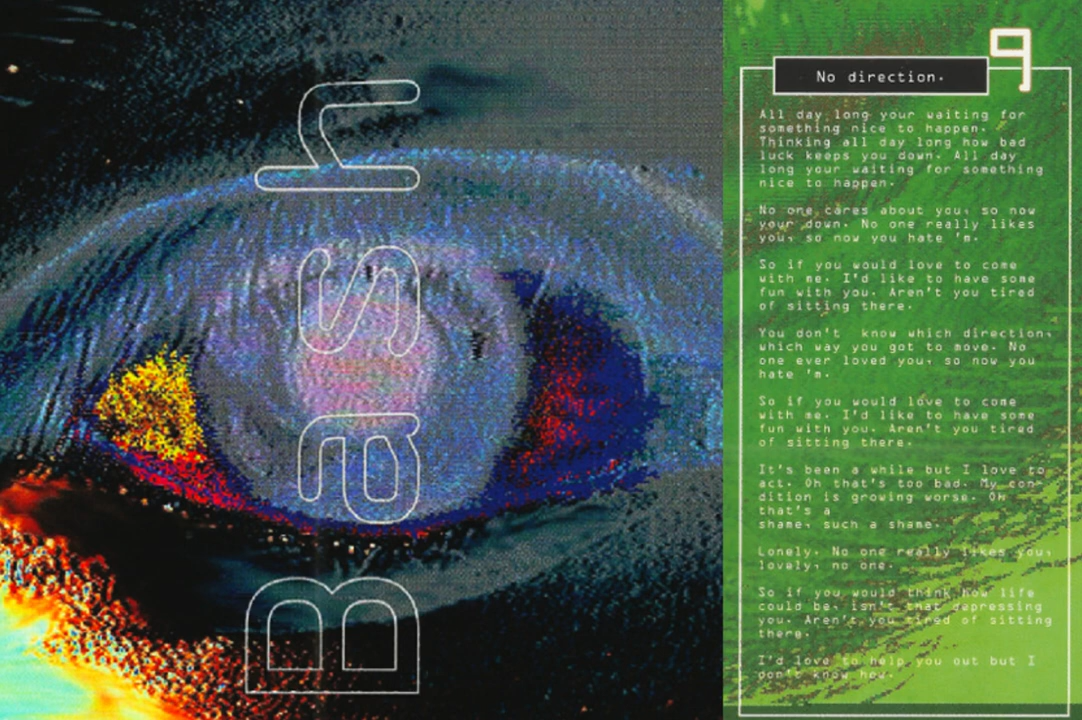 Bash
9
No direction.
All day long your waiting for
something nice to happen.
Thinking all day long how bad
luck keeps you down. All day
long your waiting for something
nice to happen.
No one cares about you, so now
your down. No one really likes
you, so now you hate 'm.
So if you would love to come
with me. I'd like to have some
fun with you. Aren't you tired
of sitting there.
You don't know which direction,
which way you got to move. No
one ever loved you, so now you
hate 'm.
So if you would love to come
with me. I'd like to have some
fun with you. Aren't you tired
of sitting there.
It's been a while but I love to
act. Oh that's too bad. My con
dition is growing worse. Oh
that's a
shame, such a shame.
Lonely. No one really likes you,
lovely, no one.
So if you would think how life
could be, isn't that depressing
you. Aren't you tired of sitting
there.
I'd love to help you out but I
don't know how.